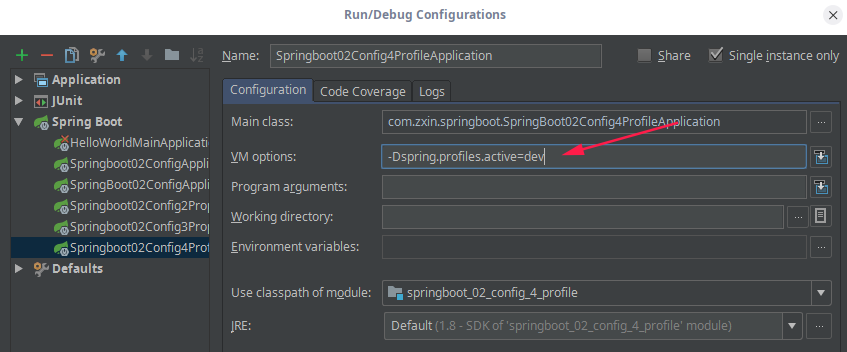 Run/Debug Configurations
Name: Springboot02Config4ProfileApplication Share Single instance only
Application
JUnit
Spring Boot
HelloWorldMainApplicati
Springboot02ConfigAppli
SpringBoot02ConfigAppli
Springboot02Config2Prop
Springboot02Config3Prop
Springboot02Config4Prof
Defaults
Configuration Code Coverage Logs
Main class: com.zxin.springboot.SpringBoot02Config4ProfileApplication
VM options: -Dspring.profiles.active=dev
Program arguments:
Working directory:
Environment variables:
Use classpath of module: springboot_02_config_4_profile
JRE: Default (1.8 - SDK of 'springboot_02_config_4_profile' module)